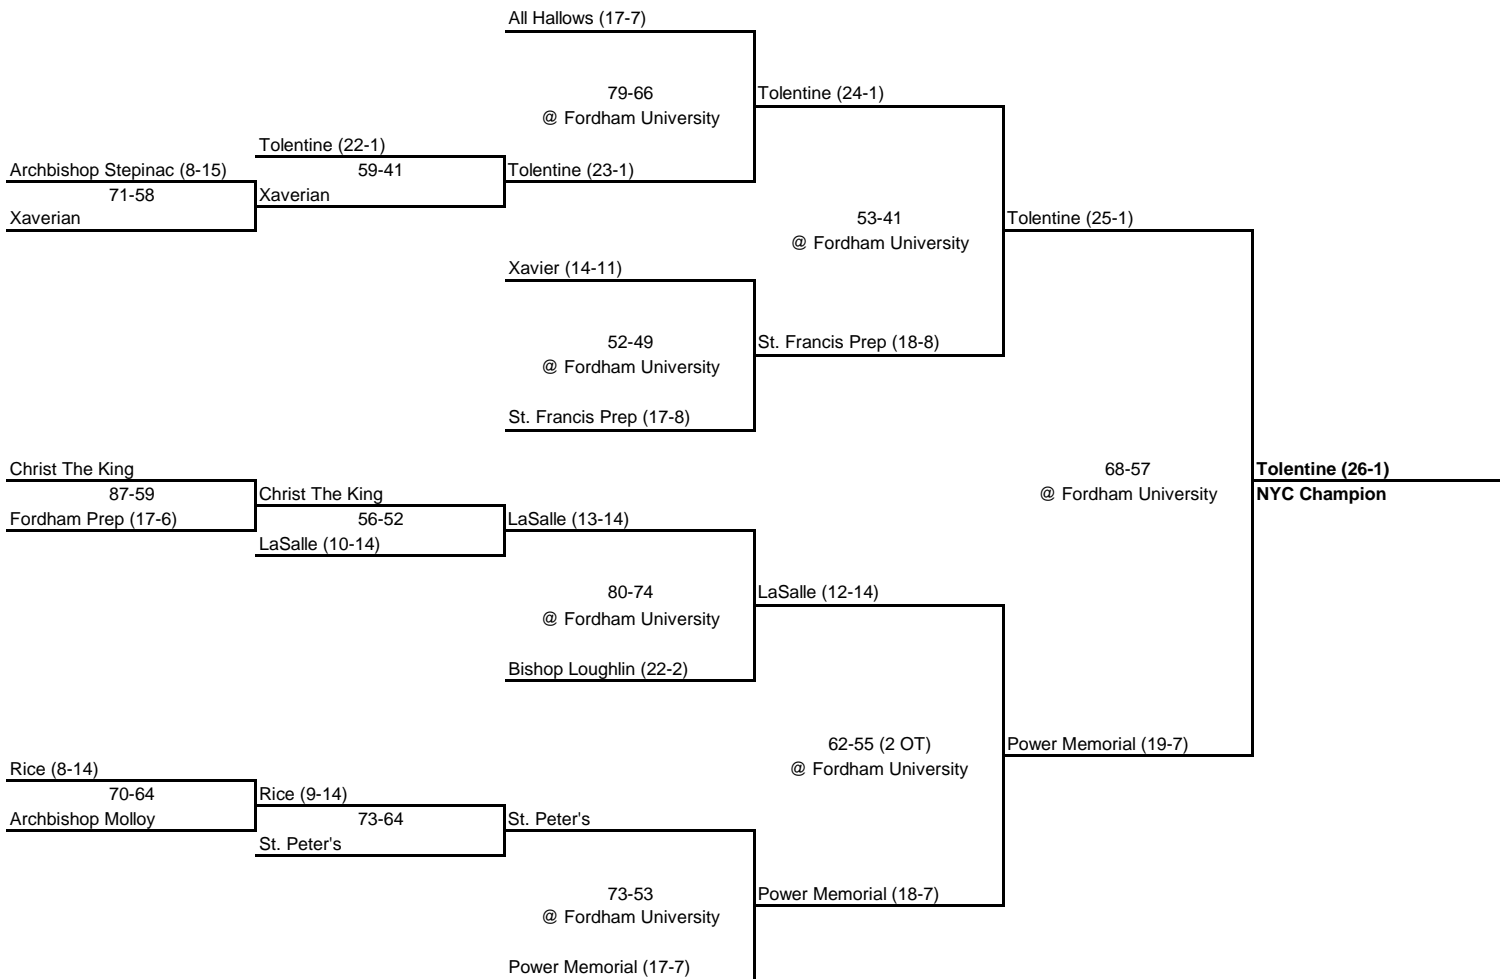 All Hallows (17-7)
79-66
Tolentine (24-1)
@ Fordham University
Tolentine (22-1)
Archbishop Stepinac (8-15)
59-41
Tolentine (23-1)
71-58
Xaverian
Xaverian
53-41
Tolentine (25-1)
@ Fordham University
Xavier (14-11)
52-49
St. Francis Prep (18-8)
@ Fordham University
St. Francis Prep (17-8)
Christ The King
68-57
Tolentine (26-1)
87-59
Christ The King
@ Fordham University
NYC Champion
Fordham Prep (17-6)
56-52
LaSalle (13-14)
LaSalle (10-14)
80-74
LaSalle (12-14)
@ Fordham University
Bishop Loughlin (22-2)
62-55 (2 OT)
Power Memorial (19-7)
Rice (8-14)
@ Fordham University
70-64
Rice (9-14)
Archbishop Molloy
73-64
St. Peter's
St. Peter's
73-53
Power Memorial (18-7)
@ Fordham University
Power Memorial (17-7)